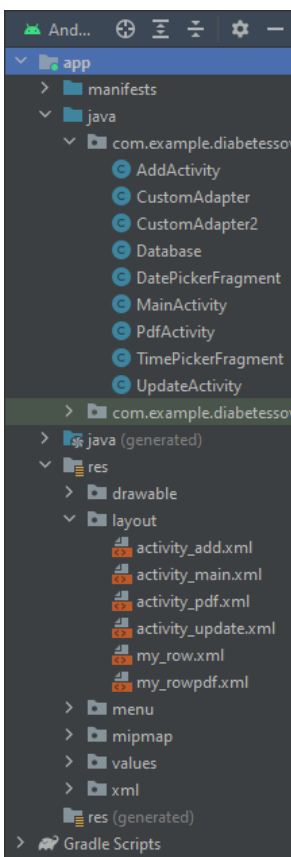 And...
app
manifests
java
com.example.diabetesso
AddActivity
CustomAdapter
CustomAdapter2
Database
DatePickerFragment
MainActivity
PdfActivity
TimePickerFragment
UpdateActivity
com.example.diabetesso
java (generated)
res
drawable
layout
activity_add.xml
activity_main.xml
activity_pdf.xml
activity_update.xml
my_row.xml
my_rowpdf.xml
menu
mipmap
values
xml
res (generated)
Gradle Scripts